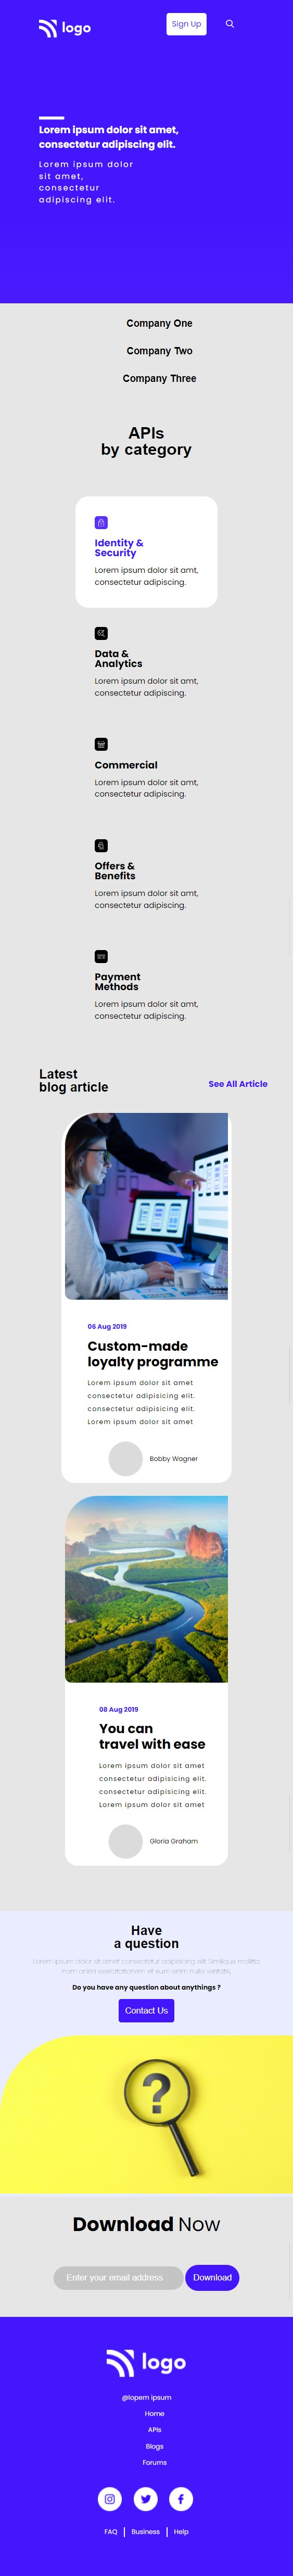 logo
Sign Up
Lorem ipsum dolor sit amet,
consectetur adipiscing elit.
Lorem ipsum dolor
sit amet,
consectetur
adipiscing elit.
Company One
Company Two
Company Three
APIs
by category
Identity &
Security
Lorem ipsum dolor sit amt,
consectetur adipiscing.
Data &
Analytics
Lorem ipsum dolor sit amt,
consectetur adipiscing.
Commercial
Lorem ipsum dolor sit amt,
consectetur adipiscing.
Offers &
Benefits
Lorem ipsum dolor sit amt,
consectetur adipiscing.
Payment
Methods
Lorem ipsum dolor sit amt,
consectetur adipiscing.
Latest
blog article
See All Article
06 Aug 2019
Custom-made
loyalty programme
Lorem ipsum dolor sit amet
consectetur adipisicing elit.
consectetur adipisicing elit.
Lorem ipsum dolor sit amet
Bobby Wagner
08 Aug 2019
You can
travel with ease
Lorem ipsum dolor sit amet
consectetur adipisicing elit.
consectetur adipisicing elit.
Lorem ipsum dolor sit amet
Gloria Graham
Have
a question
Lorem ipsum dolor sit amet consectetur adipisicing elit. Similique mollitia
nam animi exercitationem et eum enim nulla veritatis,
Do you have any question about anythings ?
Contact Us
?
Download Now
Enter your email address
Download
logo
@lopem ipsum
Home
APIs
Blogs
Forums
FAQ
Business
Help